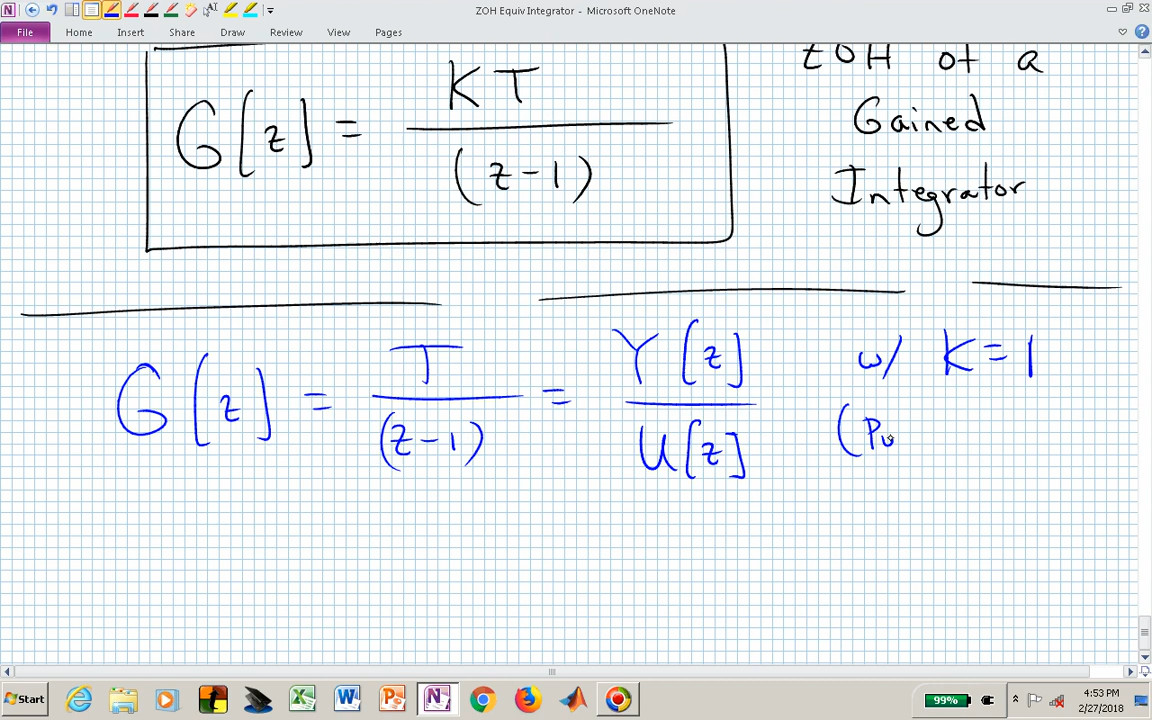 ZOH Equiv Integrator - Microsoft OneNote
File Home Insert Share Draw Review View Pages
ZOH of a
G[z] = KT / (z-1)
Gained
Integrator
G[z] = T / (z-1) = Y[z] / U[z] w/ K=1
(Pu
99%
4:53 PM
2/27/2018